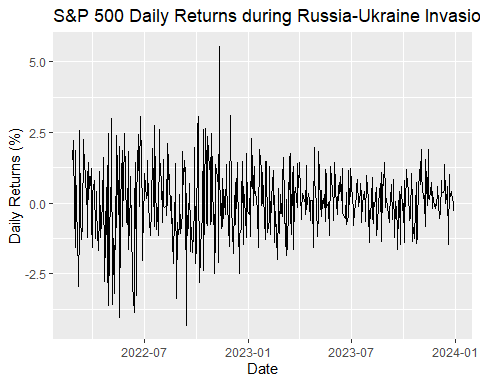 S&P 500 Daily Returns during Russia-Ukraine Invasio
Daily Returns (%)
5.0
2.5
0.0
-2.5
2022-07
2023-01
2023-07
2024-01
Date